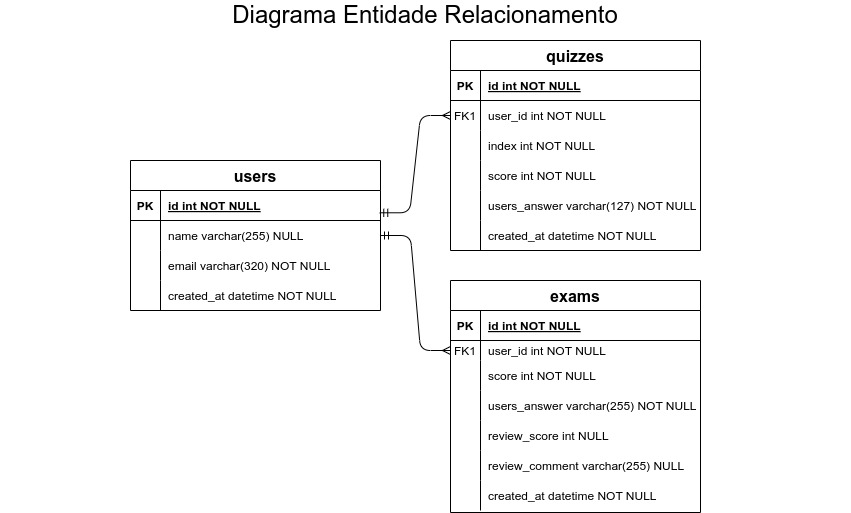 Diagrama Entidade Relacionamento
users
PK id int NOT NULL
name varchar(255) NULL
email varchar(320) NOT NULL
created_at datetime NOT NULL
quizzes
PK id int NOT NULL
FK1 user_id int NOT NULL
index int NOT NULL
score int NOT NULL
users_answer varchar(127) NOT NULL
created_at datetime NOT NULL
exams
PK id int NOT NULL
FK1 user_id int NOT NULL
score int NOT NULL
users_answer varchar(255) NOT NULL
review_score int NULL
review_comment varchar(255) NULL
created_at datetime NOT NULL